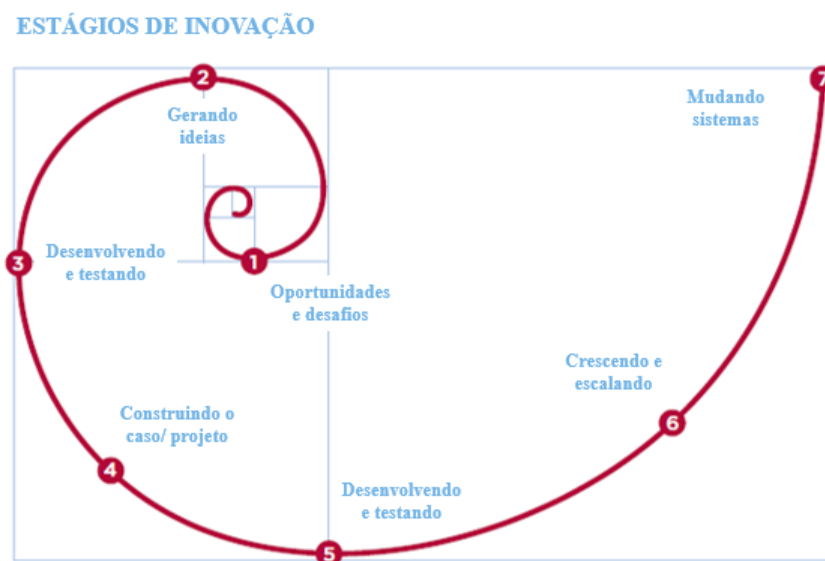 ESTÁGIOS DE INOVAÇÃO
1
Oportunidades
e desafios
2
Gerando
ideias
3
Desenvolvendo
e testando
4
Construindo o
caso/ projeto
5
Desenvolvendo
e testando
6
Crescendo e
escalando
7
Mudando
sistemas